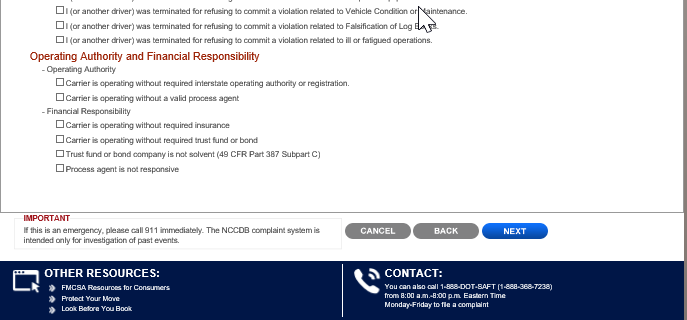 I (or another driver) was terminated for refusing to commit a violation related to Vehicle Condition or Maintenance.
I (or another driver) was terminated for refusing to commit a violation related to Falsification of Log
I (or another driver) was terminated for refusing to commit a violation related to ill or fatigued operations.
Operating Authority and Financial Responsibility
- Operating Authority
Carrier is operating without required interstate operating authority or registration.
Carrier is operating without a valid process agent
- Financial Responsibility
Carrier is operating without required insurance
Carrier is operating without required trust fund or bond
Trust fund or bond company is not solvent (49 CFR Part 387 Subpart C)
Process agent is not responsive
IMPORTANT
If this is an emergency, please call 911 immediately. The NCCDB complaint system is
intended only for investigation of past events.
CANCEL BACK NEXT
OTHER RESOURCES:
FMCSA Resources for Consumers
Protect Your Move
Look Before You Book
CONTACT:
You can also call 1-888-DOT-SAFT (1-888-368-7238)
from 8:00 a.m.-8:00 p.m. Eastern Time
Monday-Friday to file a complaint